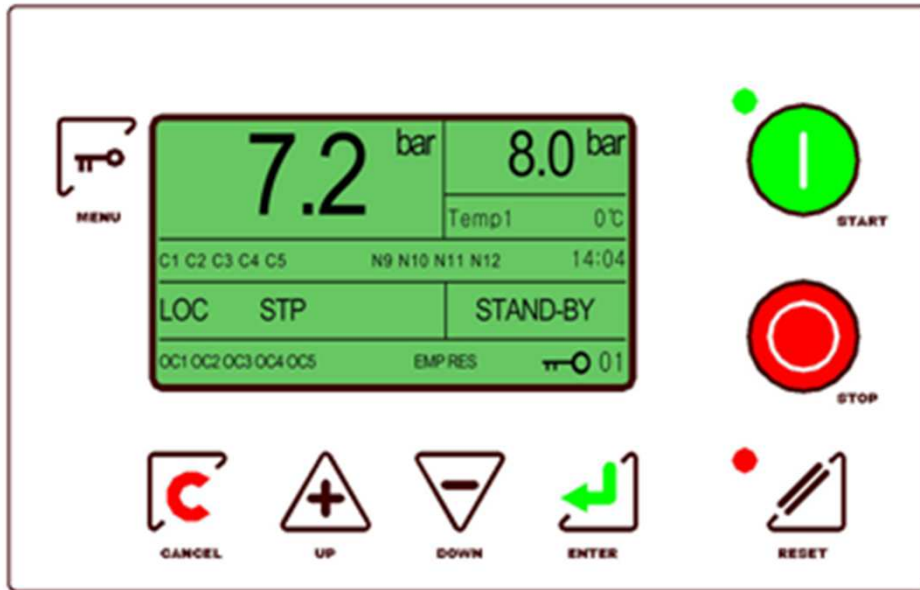 7.2 bar
8.0 bar
Temp1 0℃
C1 C2 C3 C4 C5 N9 N10 N11 N12 14:04
LOC STP STAND-BY
OC1 OC2 OC3 OC4 OC5 EMP RES 01
MENU
START
STOP
C
CANCEL
UP
DOWN
ENTER
RESET